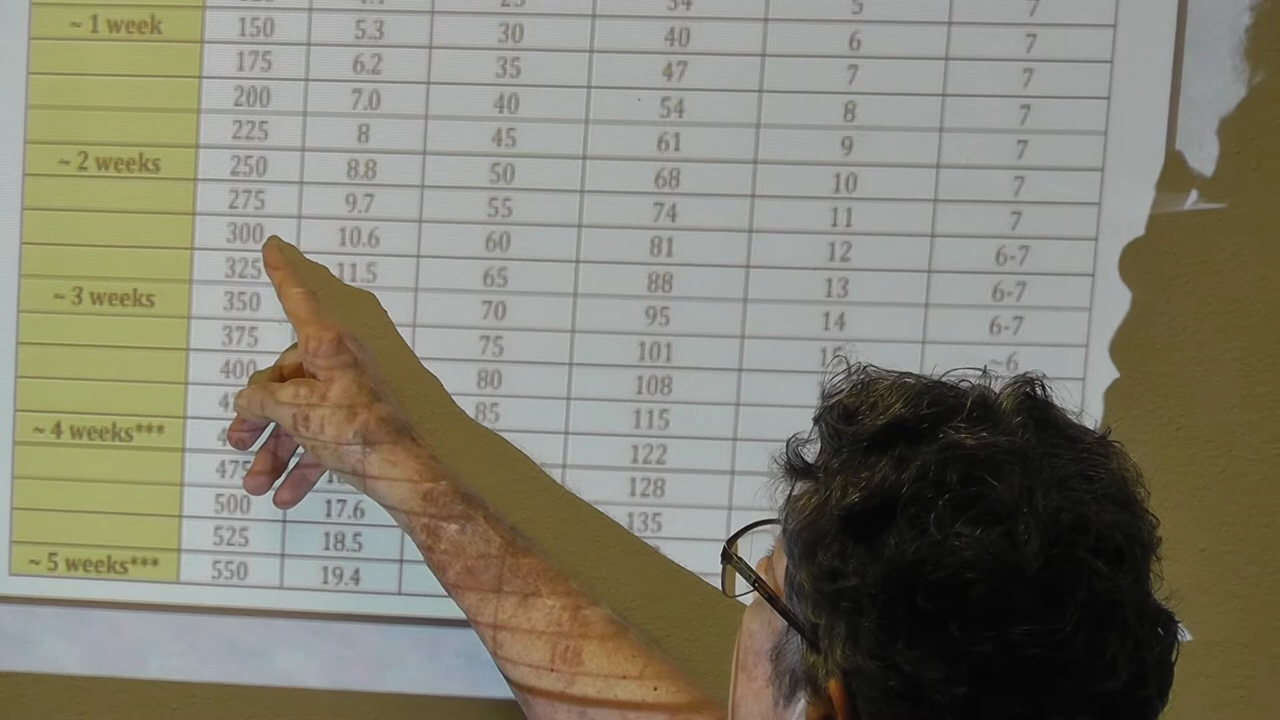 34 5 7
~ 1 week 150 5.3 30 40 6 7
175 6.2 35 47 7 7
200 7.0 40 54 8 7
225 8 45 61 9 7
~ 2 weeks 250 8.8 50 68 10 7
275 9.7 55 74 11 7
300 10.6 60 81 12 6-7
325 11.5 65 88 13 6-7
~ 3 weeks 350 70 95 14 6-7
375 75 101 ~6
400 80 108
85 115
~ 4 weeks*** 122
475 128
500 17.6 135
525 18.5
~ 5 weeks*** 550 19.4